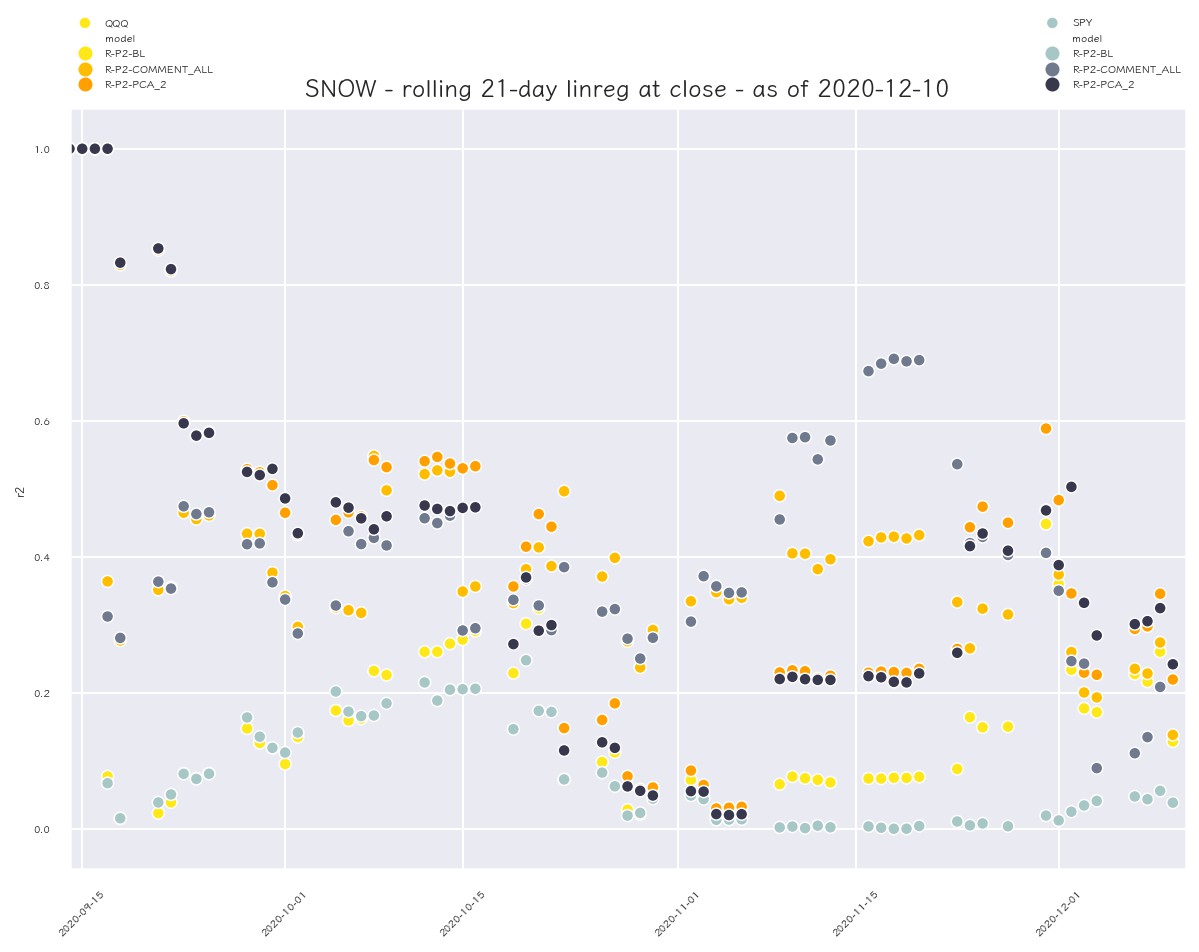 QQQ
model
R-P2-BL
R-P2-COMMENT_ALL
R-P2-PCA_2
SPY
model
R-P2-BL
R-P2-COMMENT_ALL
R-P2-PCA_2
SNOW - rolling 21-day linreg at close - as of 2020-12-10
1.0
0.8
0.6
0.4
0.2
0.0
r2
2020-09-15
2020-10-01
2020-10-15
2020-11-01
2020-11-15
2020-12-01